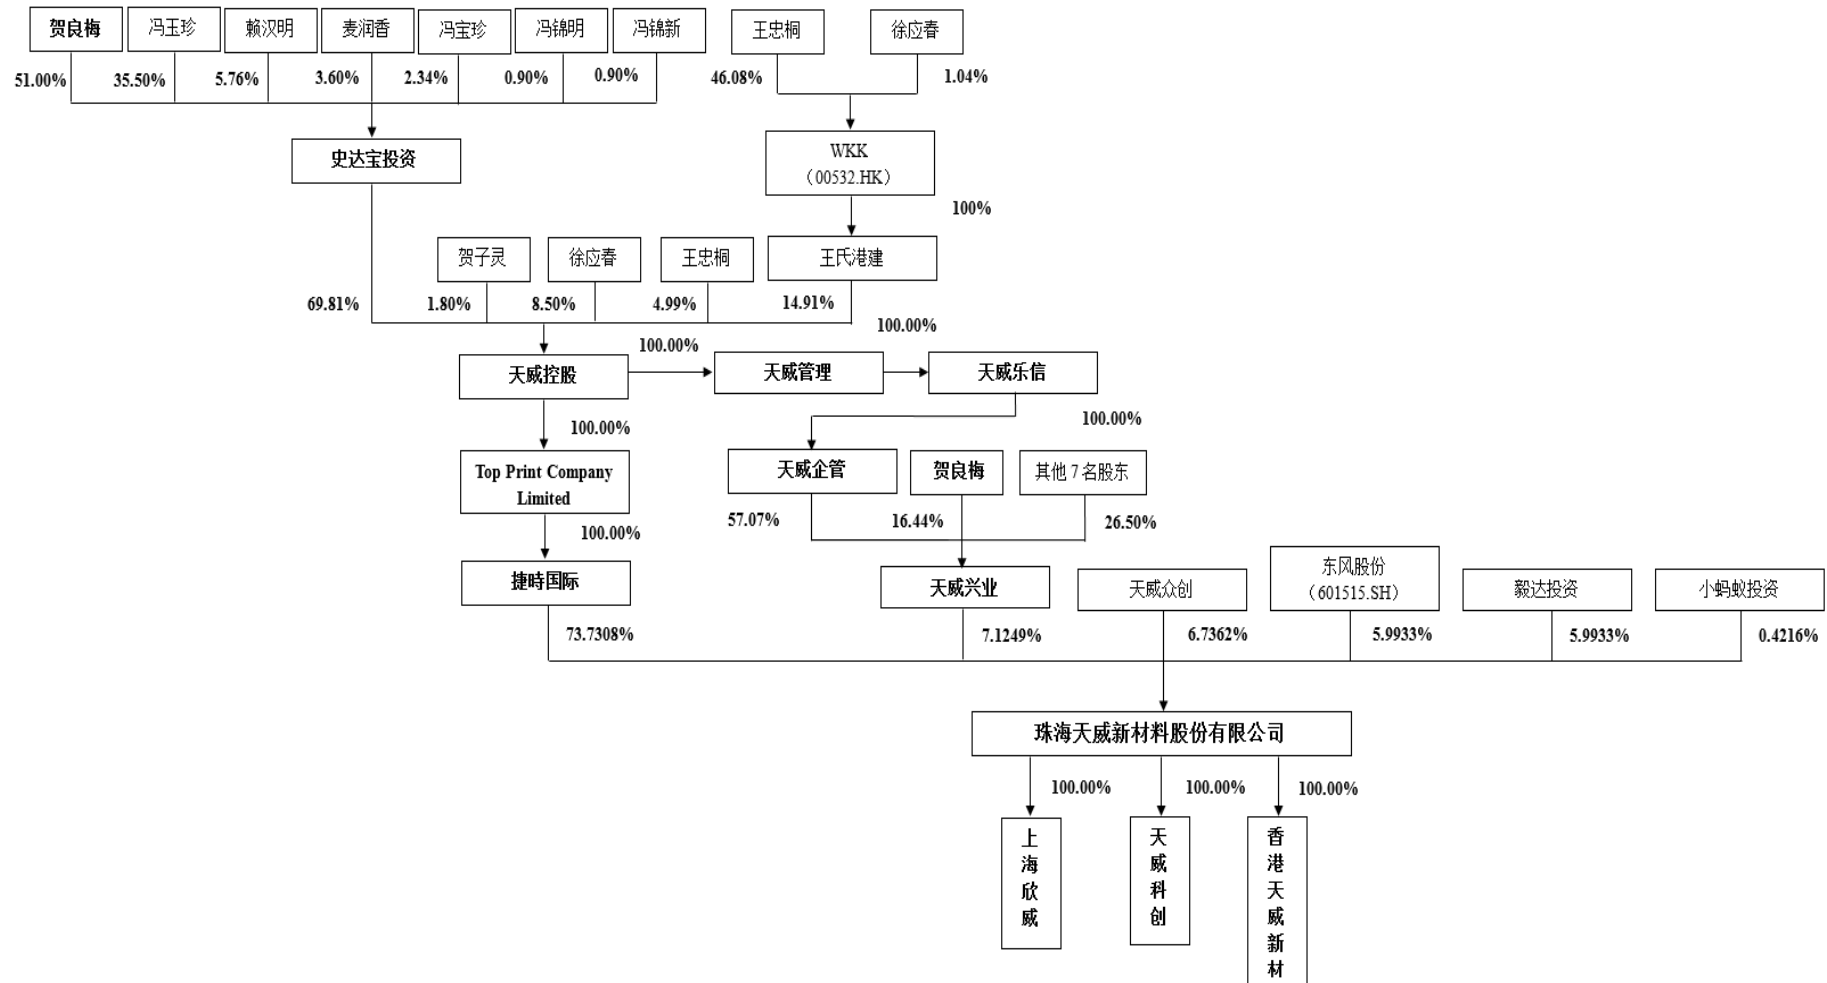 贺良梅
冯玉珍
赖汉明
麦润香
冯宝珍
冯锦明
冯锦新
王忠桐
徐应春
51.00%
35.50%
5.76%
3.60%
2.34%
0.90%
0.90%
46.08%
1.04%
史达宝投资
WKK
（00532.HK）
100%
贺子灵
徐应春
王忠桐
王氏港建
69.81%
1.80%
8.50%
4.99%
14.91%
100.00%
100.00%
天威控股
天威管理
天威乐信
100.00%
100.00%
Top Print Company
Limited
天威企管
贺良梅
其他 7 名股东
100.00%
57.07%
16.44%
26.50%
捷時国际
天威兴业
天威众创
东风股份
（601515.SH）
毅达投资
小蚂蚁投资
73.7308%
7.1249%
6.7362%
5.9933%
5.9933%
0.4216%
珠海天威新材料股份有限公司
100.00%
100.00%
100.00%
上海欣威
天威科创
香港天威新材